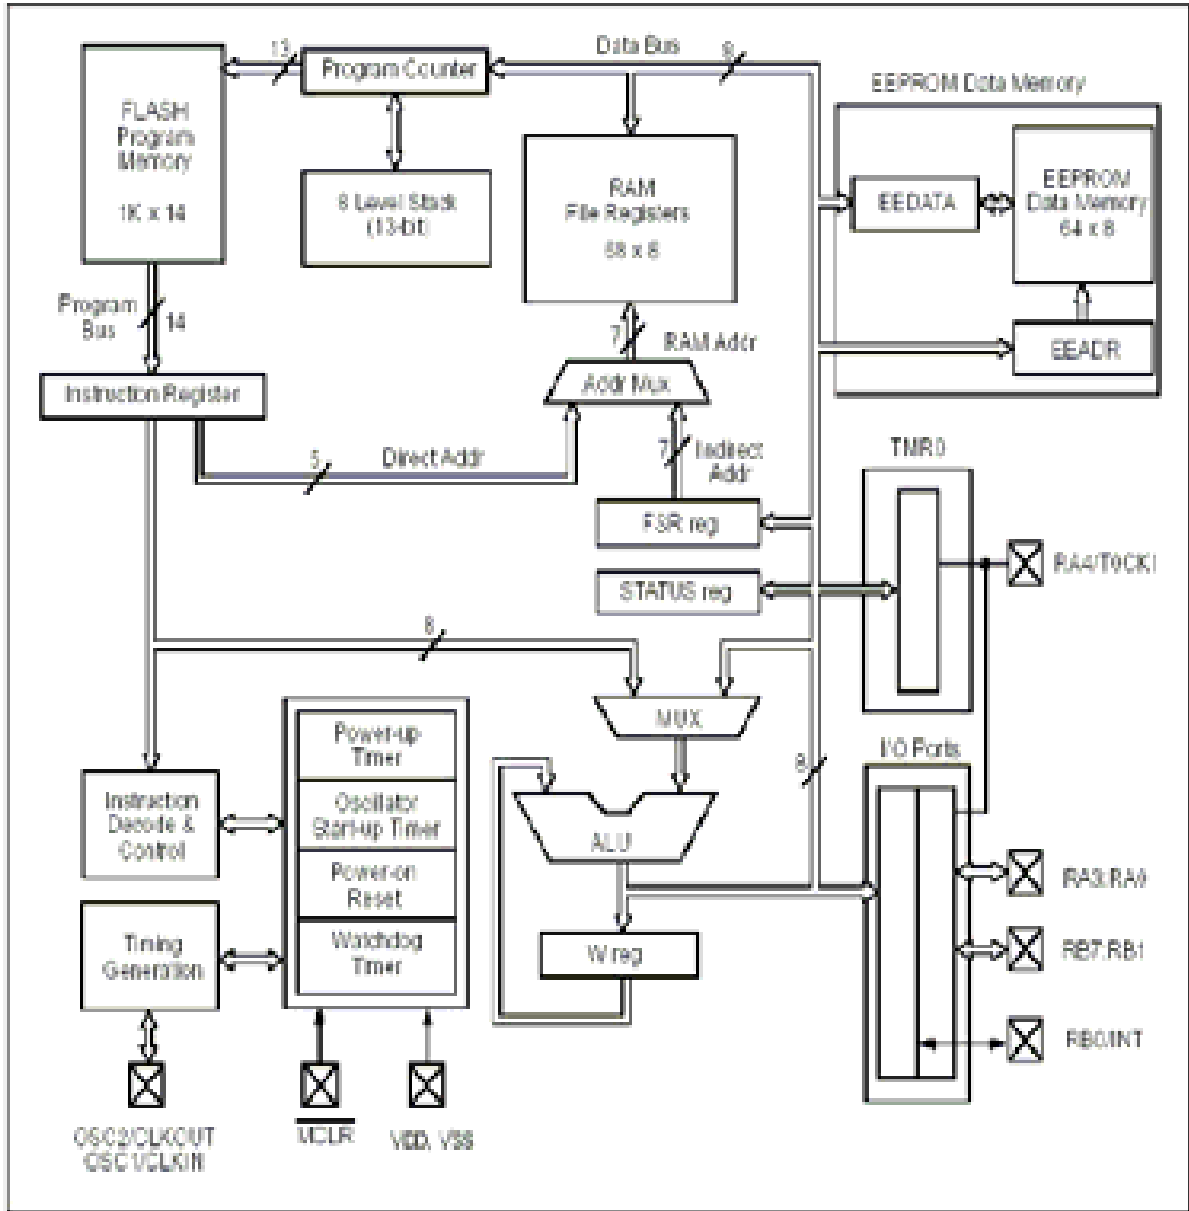 Data Bus
13
8
Program Counter
EEPROM Data Memory
FLASH
Program
Memory
1K x 14
8 Level Stack
(13-bit)
RAM
File Registers
68 x 8
EEDATA
EEPROM
Data Memory
64 x 8
EEADR
Program
Bus
14
7
RAM Addr
Addr Mux
Instruction Register
5
Direct Addr
7
Indirect
Addr
TMR0
FSR reg
RA4/T0CKI
STATUS reg
8
MUX
Power-up
Timer
I/O Ports
8
Instruction
Decode &
Control
Oscillator
Start-up Timer
ALU
Power-on
Reset
RA3:RA0
Timing
Generation
Watchdog
Timer
W reg
RB7:RB1
RB0/INT
OSC2/CLKOUT
OSC1/CLKIN
MCLR
VDD, VSS